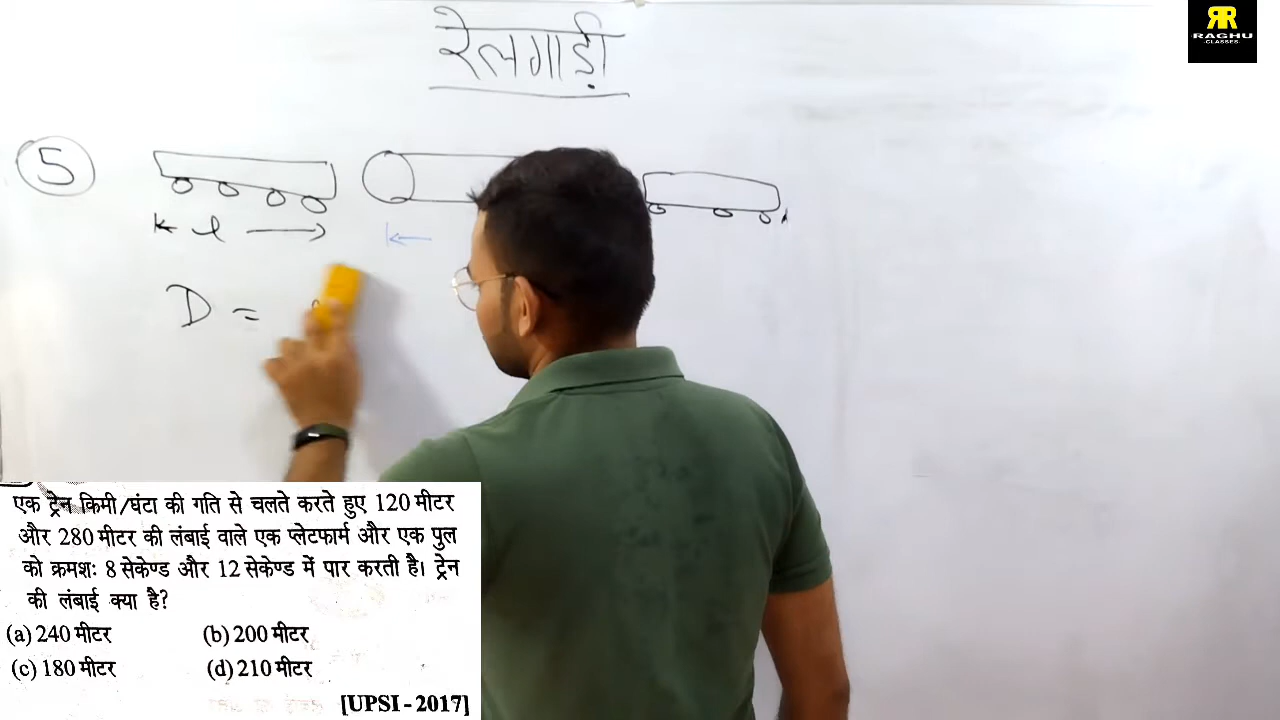 रेलगाड़ी
RAGHU
CLASSES
5
l
D =
एक ट्रेन किमी/घंटा की गति से चलते करते हुए 120 मीटर
और 280 मीटर की लंबाई वाले एक प्लेटफार्म और एक पुल
को क्रमशः 8 सेकेण्ड और 12 सेकेण्ड में पार करती है। ट्रेन
की लंबाई क्या है?
(a) 240 मीटर (b) 200 मीटर
(c) 180 मीटर (d) 210 मीटर
[UPSI-2017]